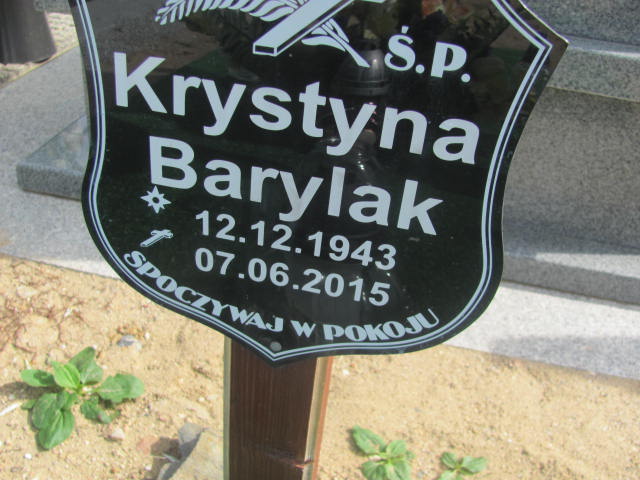 Ś.P.
Krystyna
Barylak
12.12.1943
07.06.2015
SPOCZYWAJ W POKOJU